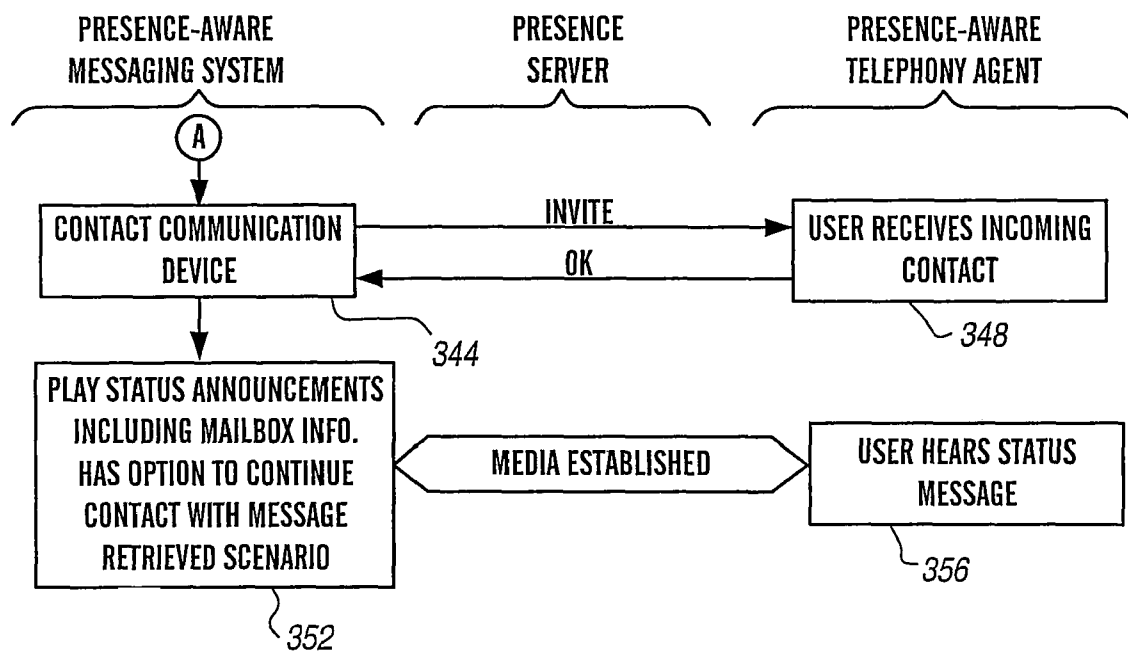 PRESENCE-AWARE
MESSAGING SYSTEM
PRESENCE
SERVER
PRESENCE-AWARE
TELEPHONY AGENT
A
CONTACT COMMUNICATION
DEVICE
344
INVITE
OK
USER RECEIVES INCOMING
CONTACT
348
PLAY STATUS ANNOUNCEMENTS
INCLUDING MAILBOX INFO.
HAS OPTION TO CONTINUE
CONTACT WITH MESSAGE
RETRIEVED SCENARIO
352
MEDIA ESTABLISHED
USER HEARS STATUS
MESSAGE
356